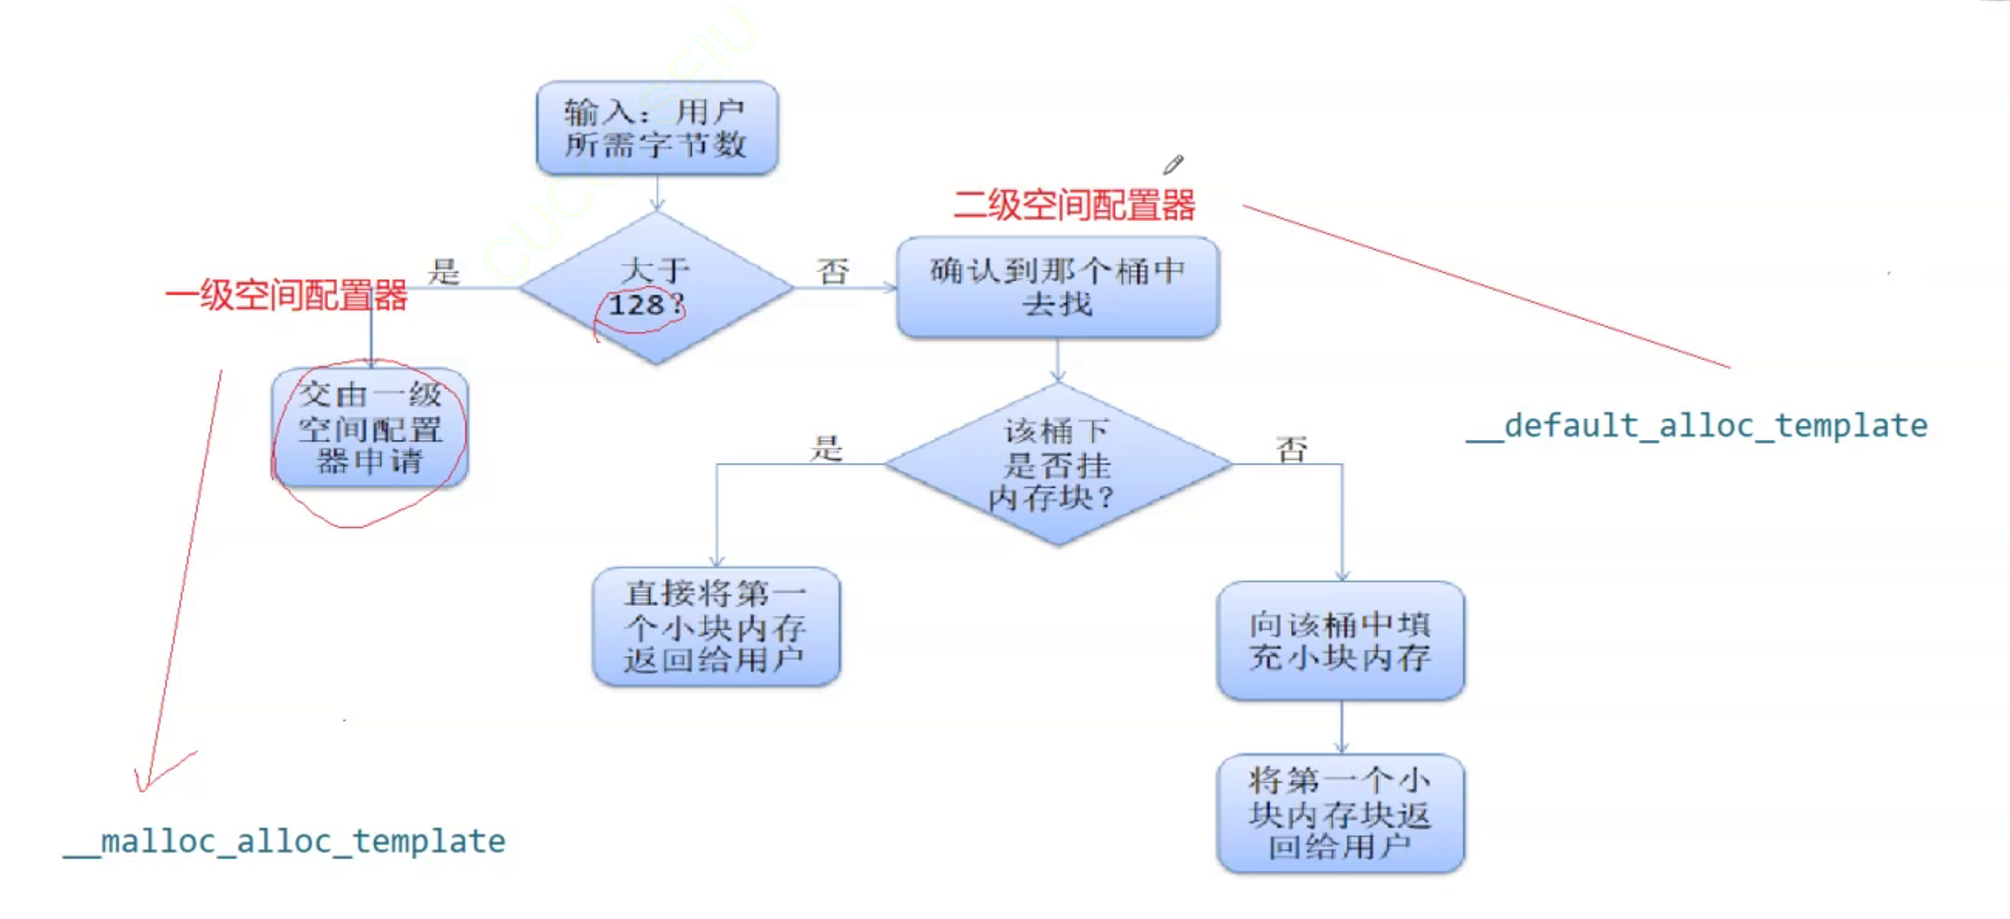 输入：用户
所需字节数
二级空间配置器
大于
128？
是
否
一级空间配置器
确认到那个桶中
去找
交由一级
空间配置
器申请
该桶下
是否挂
内存块？
是
否
__default_alloc_template
直接将第一
个小块内存
返回给用户
向该桶中填
充小块内存
将第一个小
块内存块返
回给用户
__malloc_alloc_template